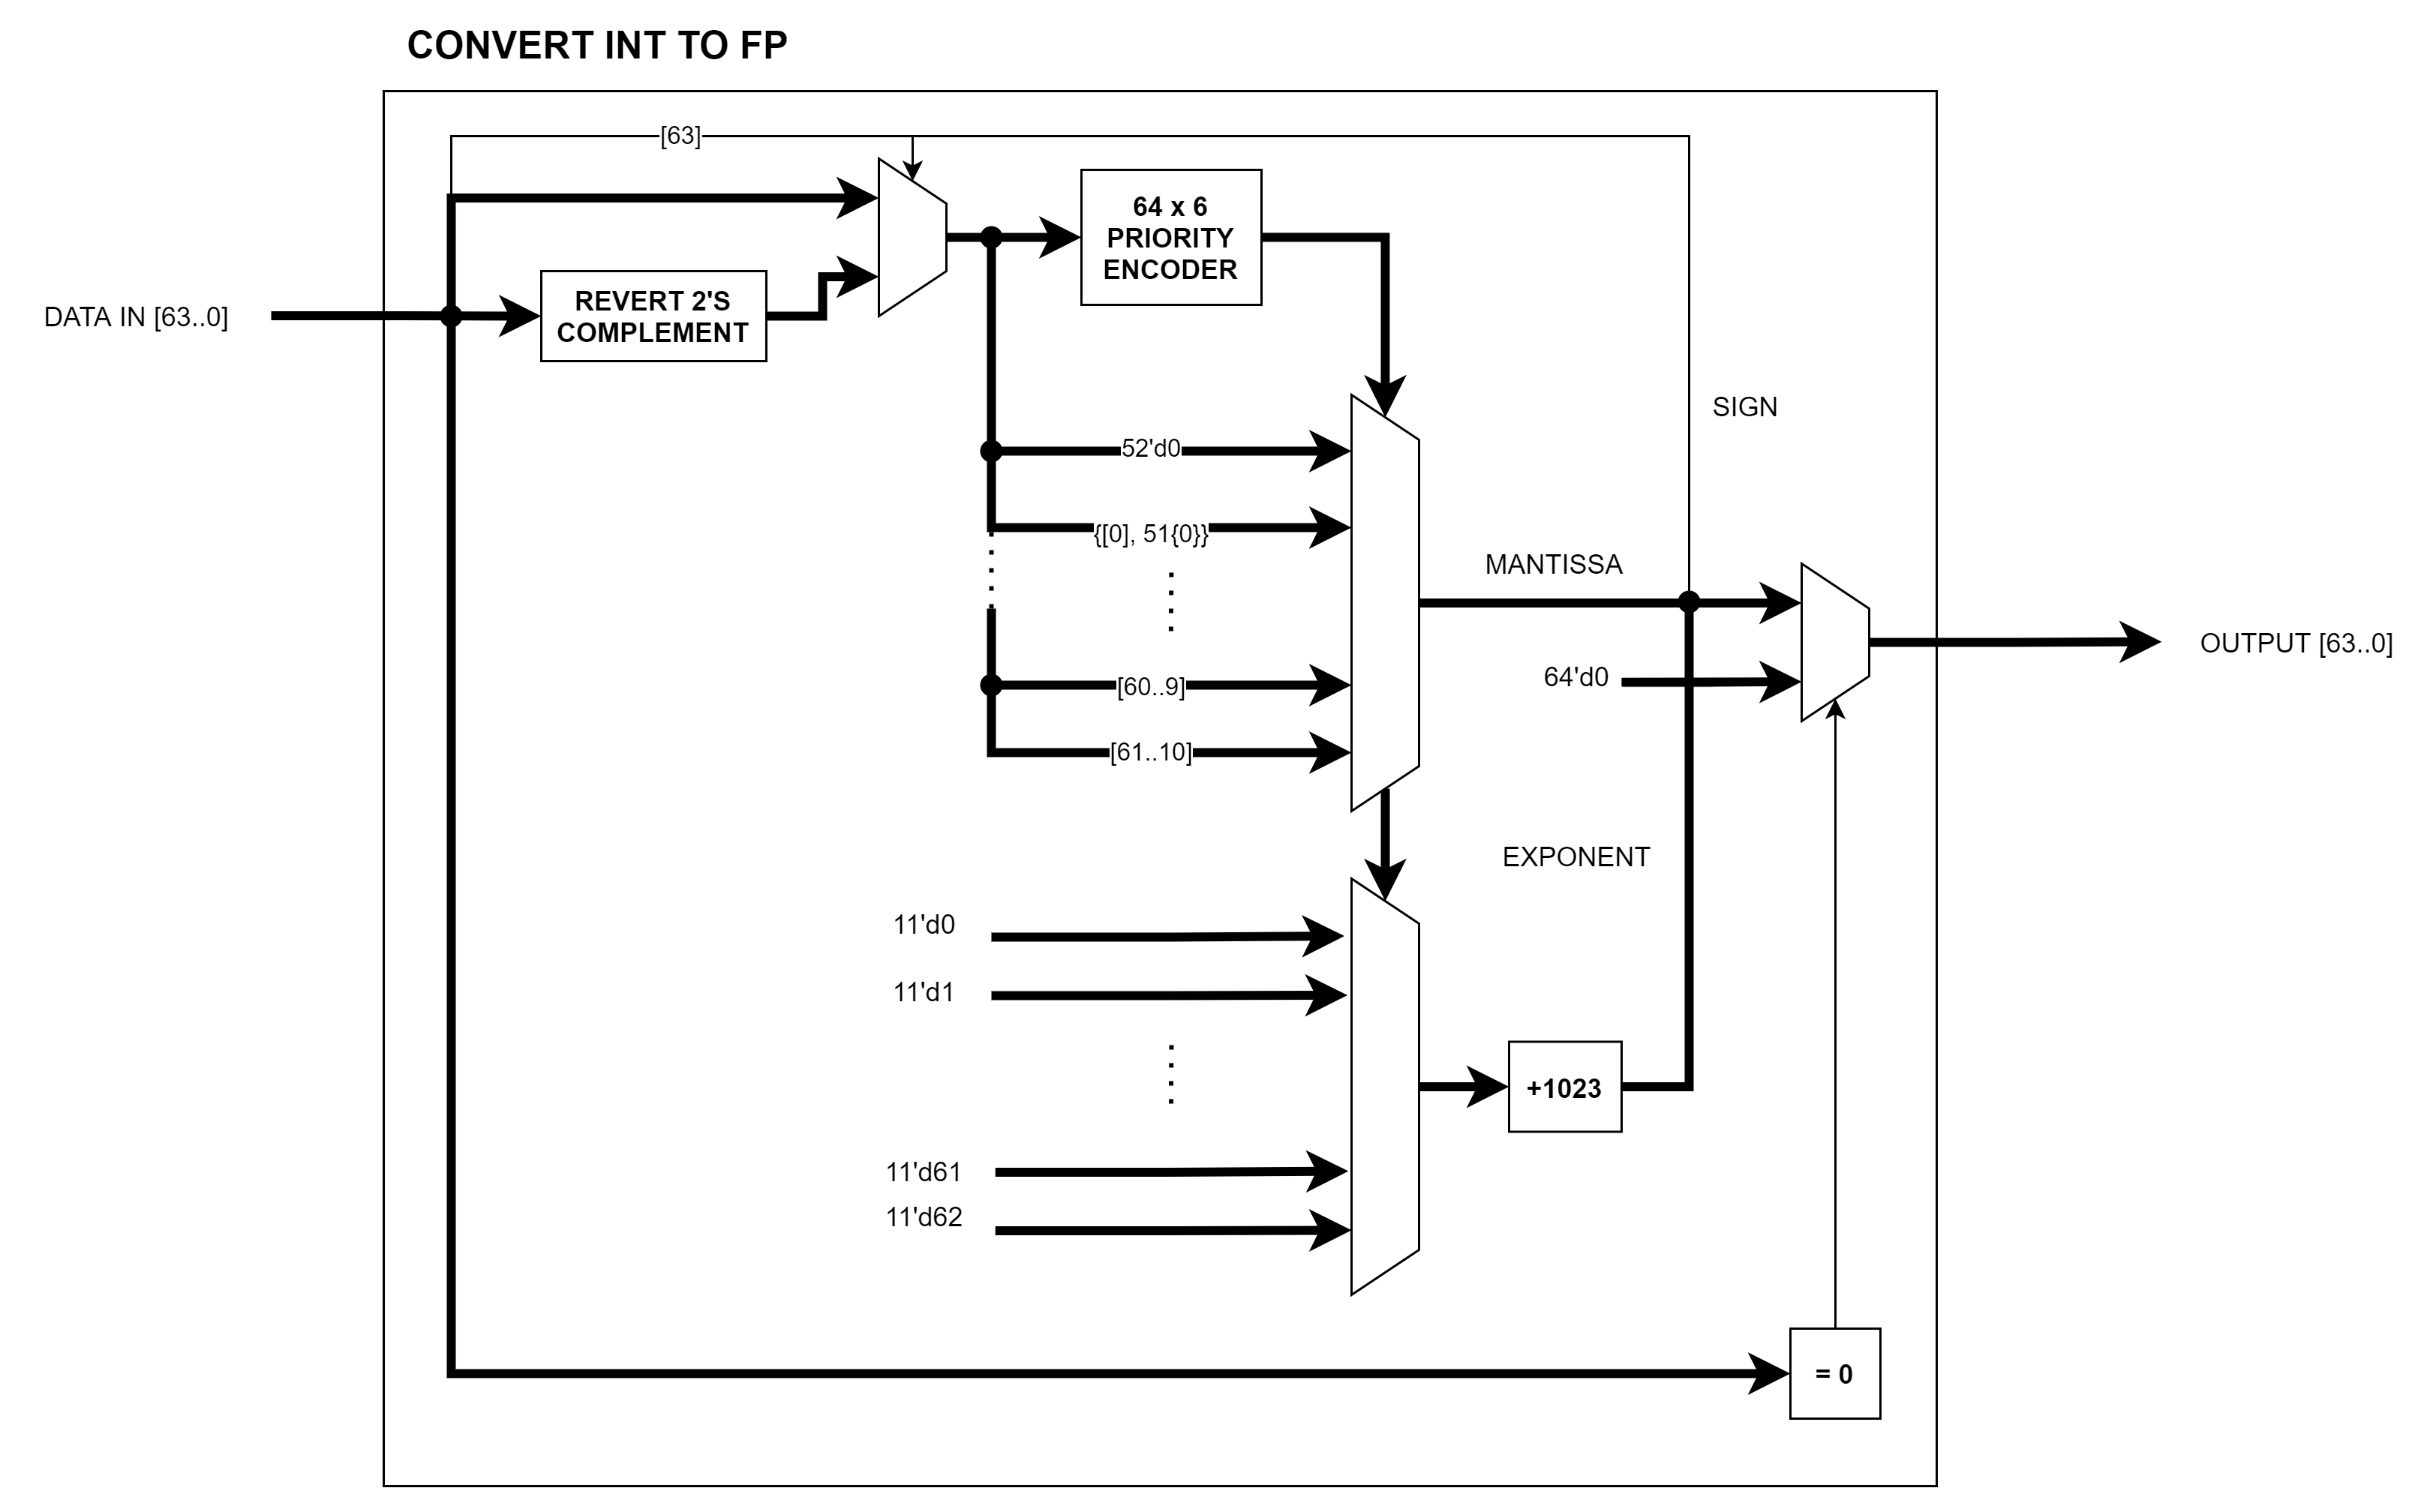 CONVERT INT TO FP
[63]
64 x 6
PRIORITY
ENCODER
REVERT 2'S
COMPLEMENT
DATA IN [63..0]
SIGN
52'd0
{[0], 51{0}}
MANTISSA
OUTPUT [63..0]
64'd0
[60..9]
[61..10]
EXPONENT
11'd0
11'd1
+1023
11'd61
11'd62
= 0